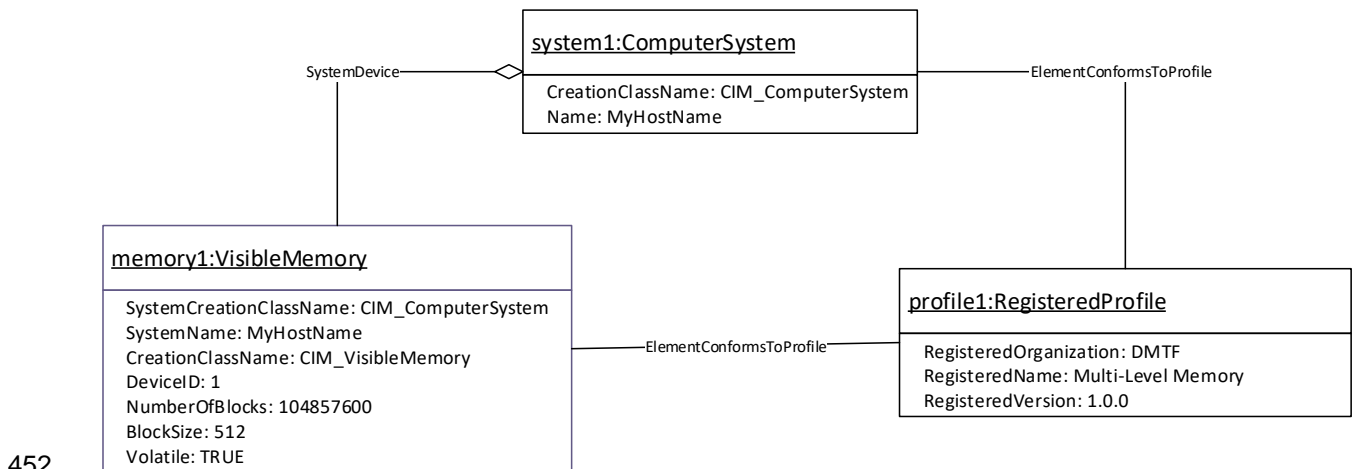 system1:ComputerSystem
SystemDevice
ElementConformsToProfile
CreationClassName: CIM_ComputerSystem
Name: MyHostName
memory1:VisibleMemory
SystemCreationClassName: CIM_ComputerSystem
SystemName: MyHostName
CreationClassName: CIM_VisibleMemory
DeviceID: 1
NumberOfBlocks: 104857600
BlockSize: 512
Volatile: TRUE
ElementConformsToProfile
profile1:RegisteredProfile
RegisteredOrganization: DMTF
RegisteredName: Multi-Level Memory
RegisteredVersion: 1.0.0
452